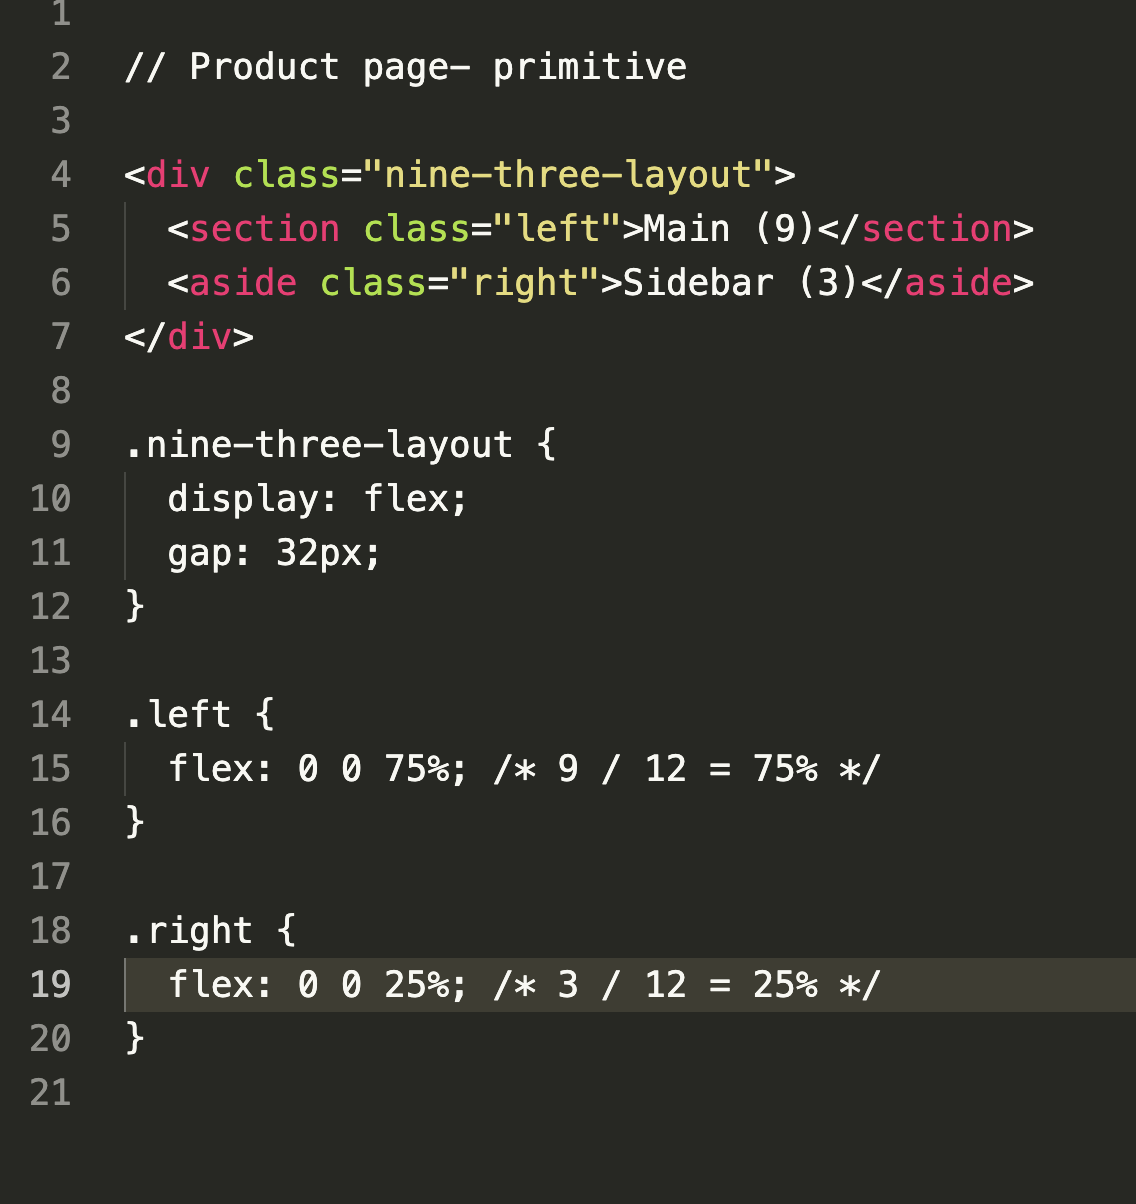 1
2 // Product page- primitive
3
4 <div class="nine-three-layout">
5   <section class="left">Main (9)</section>
6   <aside class="right">Sidebar (3)</aside>
7 </div>
8
9 .nine-three-layout {
10   display: flex;
11   gap: 32px;
12 }
13
14 .left {
15   flex: 0 0 75%; /* 9 / 12 = 75% */
16 }
17
18 .right {
19   flex: 0 0 25%; /* 3 / 12 = 25% */
20 }
21